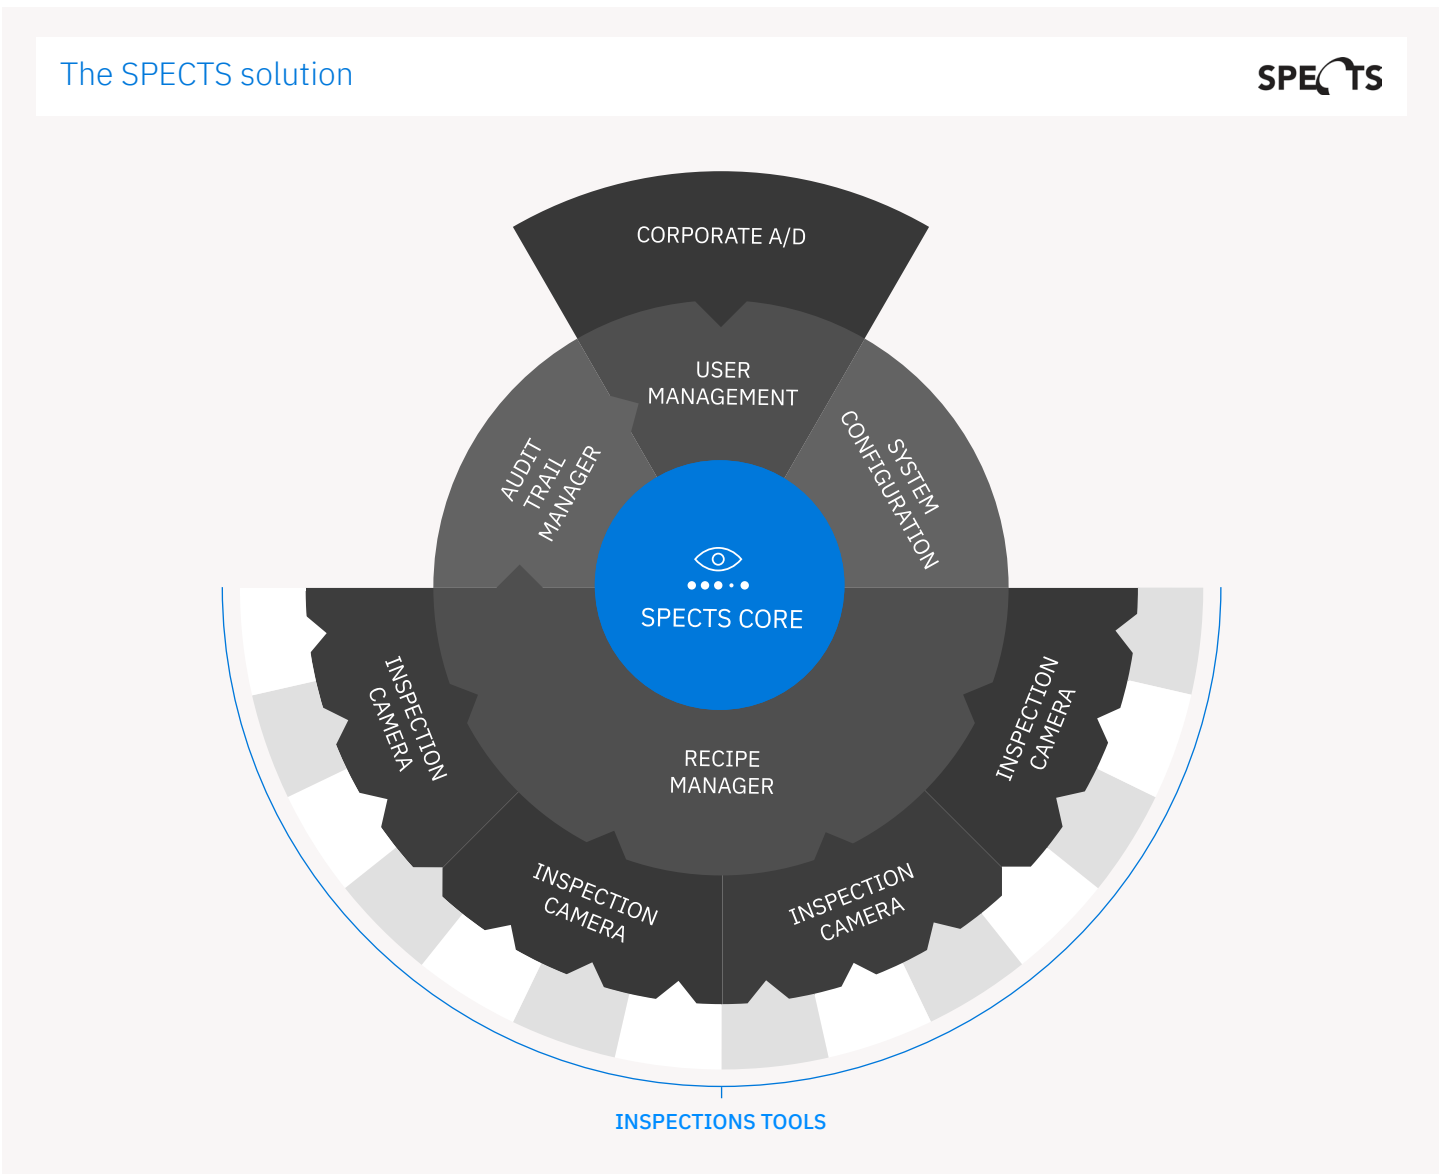 The SPECTS solution
SPECTS
CORPORATE A/D
USER
MANAGEMENT
AUDIT
TRAIL
MANAGER
SYSTEM
CONFIGURATION
SPECTS CORE
INSPECTION
CAMERA
INSPECTION
CAMERA
RECIPE
MANAGER
INSPECTION
CAMERA
INSPECTION
CAMERA
INSPECTIONS TOOLS